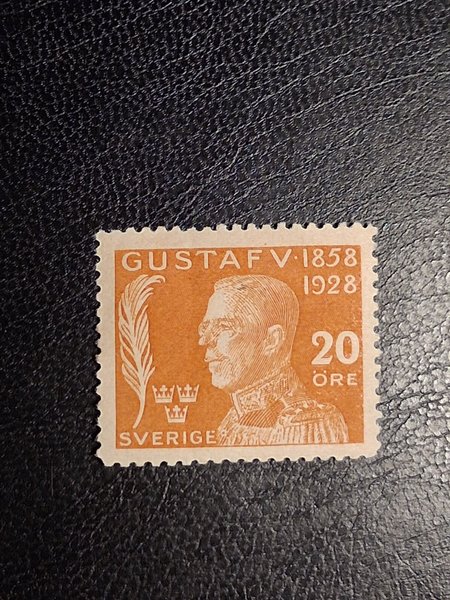 GUSTAF V · 1858
1928
20
ÖRE
SVERIGE